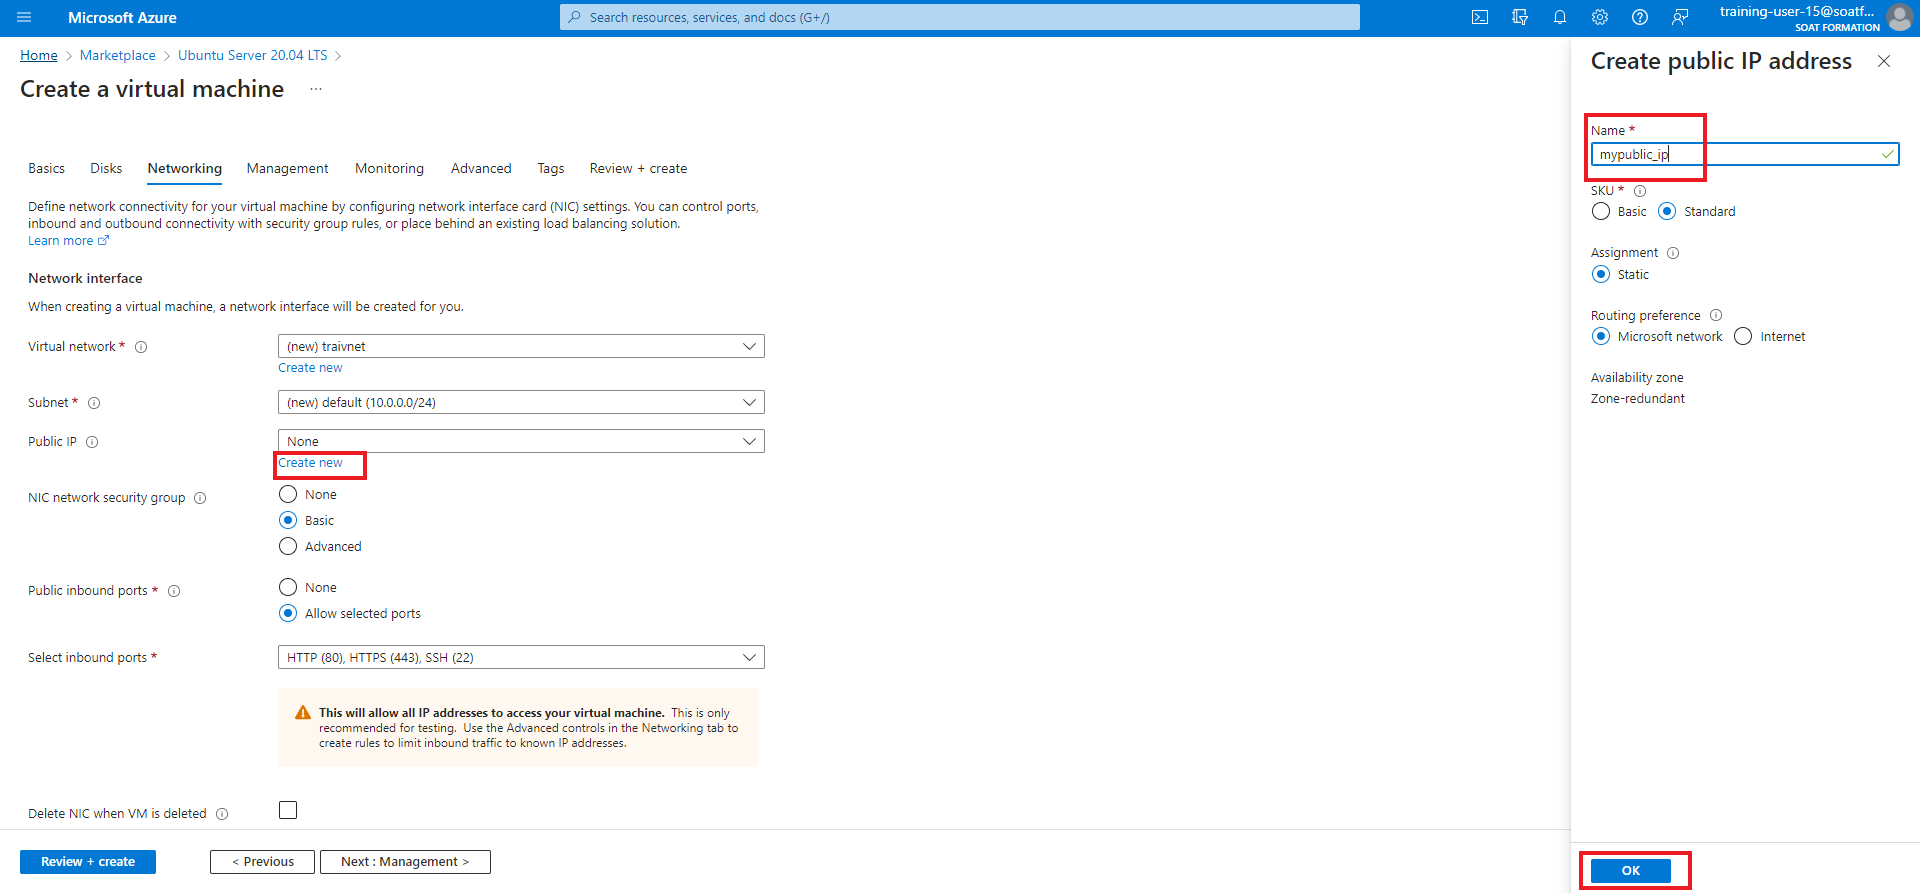 Microsoft Azure
Search resources, services, and docs (G+/)
training-user-15@soatf...
SOAT FORMATION
Home > Marketplace > Ubuntu Server 20.04 LTS >
Create a virtual machine ...
Basics Disks Networking Management Monitoring Advanced Tags Review + create
Define network connectivity for your virtual machine by configuring network interface card (NIC) settings. You can control ports,
inbound and outbound connectivity with security group rules, or place behind an existing load balancing solution.
Learn more
Network interface
When creating a virtual machine, a network interface will be created for you.
Virtual network *
(new) traivnet
Create new
Subnet *
(new) default (10.0.0.0/24)
Public IP
None
Create new
NIC network security group
None
Basic
Advanced
Public inbound ports *
None
Allow selected ports
Select inbound ports *
HTTP (80), HTTPS (443), SSH (22)
This will allow all IP addresses to access your virtual machine. This is only
recommended for testing. Use the Advanced controls in the Networking tab to
create rules to limit inbound traffic to known IP addresses.
Delete NIC when VM is deleted
Review + create
< Previous
Next : Management >
Create public IP address
Name *
mypublic_ip
SKU *
Basic Standard
Assignment
Static
Routing preference
Microsoft network Internet
Availability zone
Zone-redundant
OK